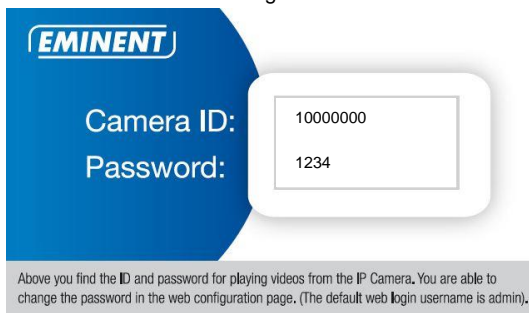 EMINENT
Camera ID: 10000000
Password: 1234
Above you find the ID and password for playing videos from the IP Camera. You are able to
change the password in the web configuration page. (The default web login username is admin).